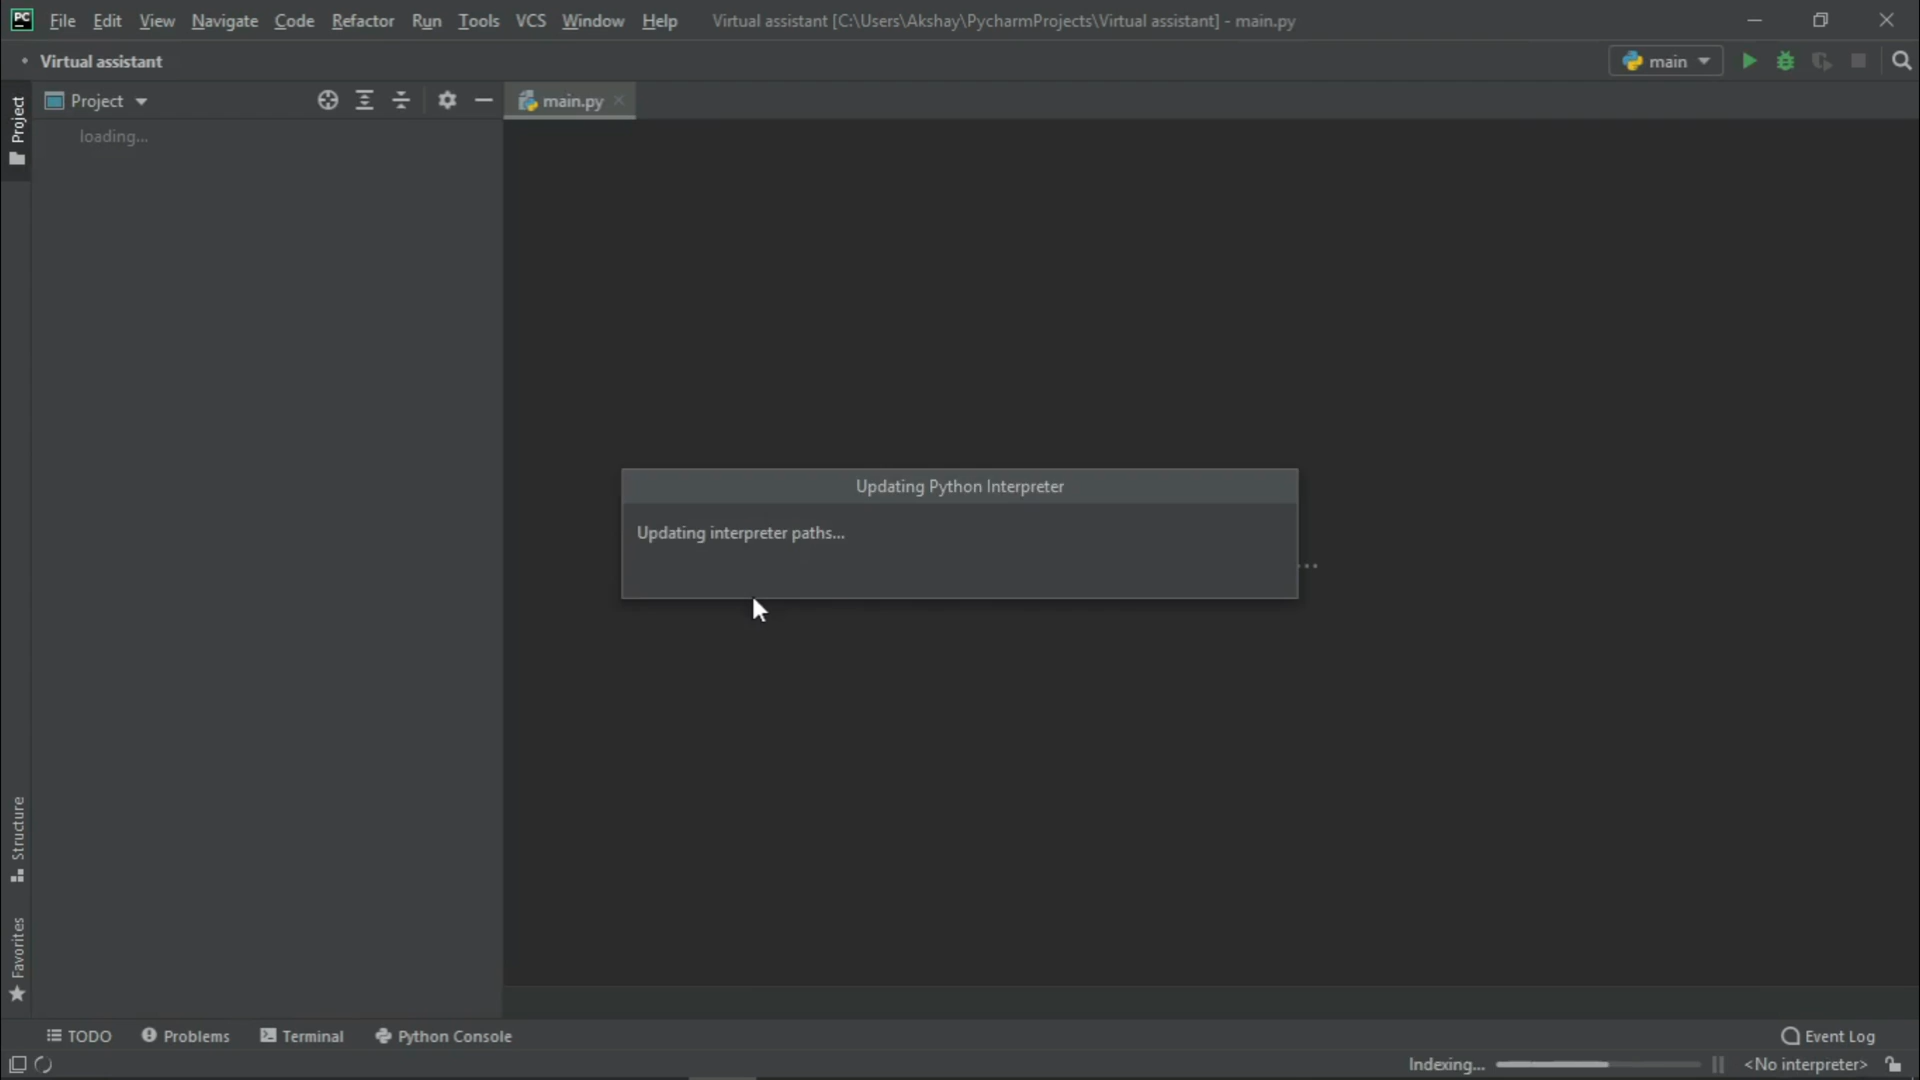 PC File Edit View Navigate Code Refactor Run Tools VCS Window Help Virtual assistant [C:\Users\Akshay\PycharmProjects\Virtual assistant] - main.py
Virtual assistant
main
Project
main.py
Project
loading...
Updating Python Interpreter
Updating interpreter paths...
...
Structure
Favorites
TODO Problems Terminal Python Console Event Log
Indexing... <No interpreter>